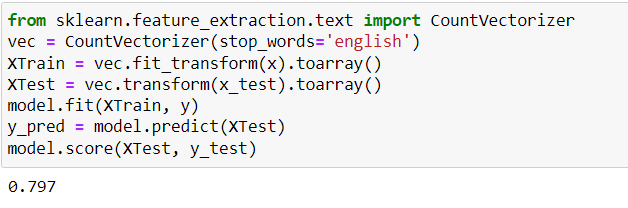 from sklearn.feature_extraction.text import CountVectorizer
vec = CountVectorizer(stop_words='english')
XTrain = vec.fit_transform(x).toarray()
XTest = vec.transform(x_test).toarray()
model.fit(XTrain, y)
y_pred = model.predict(XTest)
model.score(XTest, y_test)
0.797